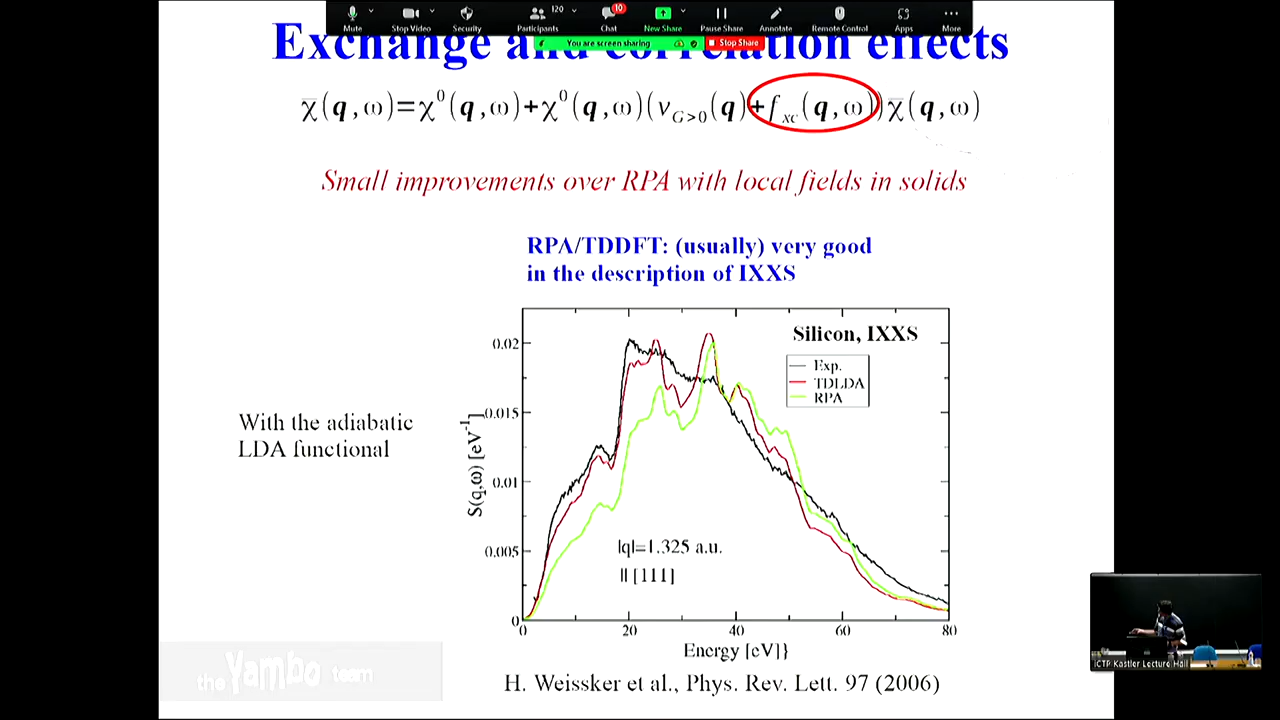 Mute
Stop Video
Security
Participants
120
Chat
10
New Share
Pause Share
Annotate
Remote Control
Apps
More
You are screen sharing
Stop Share
Exchange and correlation effects
χ̄(q,ω)=χ⁰(q,ω)+χ⁰(q,ω)(v_{G>0}(q)+f_{xc}(q,ω))χ̄(q,ω)
Small improvements over RPA with local fields in solids
RPA/TDDFT: (usually) very good
in the description of IXXS
Silicon, IXXS
Exp.
TDLDA
RPA
With the adiabatic
LDA functional
S(q,ω) [eV⁻¹]
0.02
0.015
0.01
0.005
0
|q|=1.325 a.u.
|| [111]
0 20 40 60 80
Energy [eV}
H. Weissker et al., Phys. Rev. Lett. 97 (2006)
the Yambo team
ICTP Kastler Lecture Hall